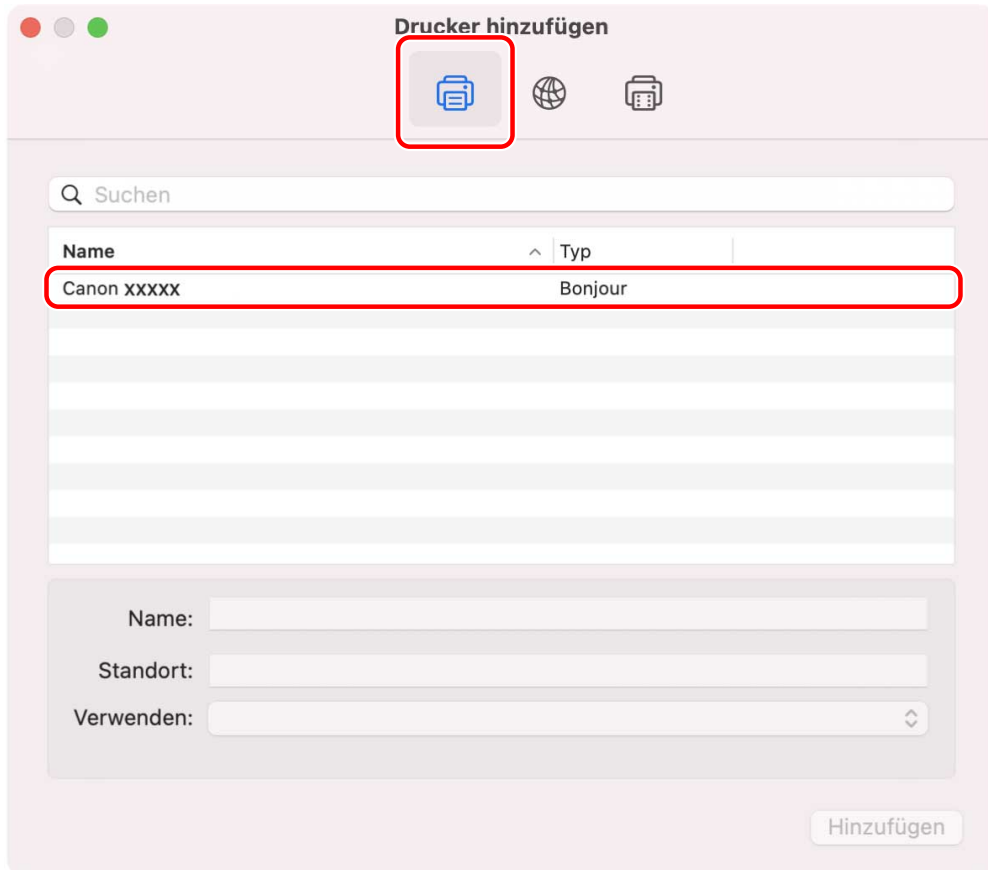 Drucker hinzufügen
Suchen
Name Typ
Canon xxxxx Bonjour
Name:
Standort:
Verwenden:
Hinzufügen